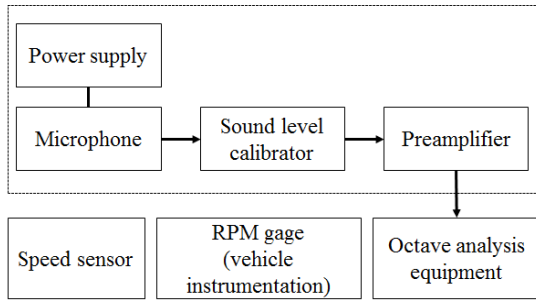 Power supply
Microphone
Sound level
calibrator
Preamplifier
Speed sensor
RPM gage
(vehicle
instrumentation)
Octave analysis
equipment